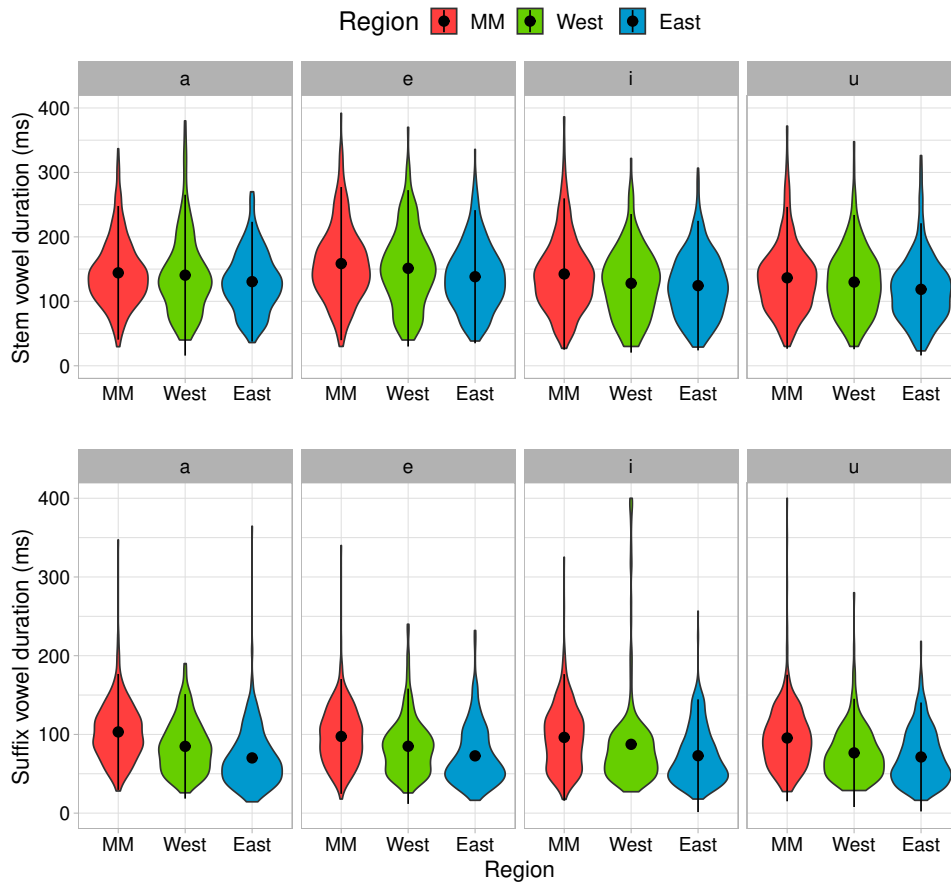 Region MM West East
a e i u
Stem vowel duration (ms)
400
300
200
100
0
MM West East MM West East MM West East MM West East
a e i u
Suffix vowel duration (ms)
400
300
200
100
0
MM West East MM West East MM West East MM West East
Region